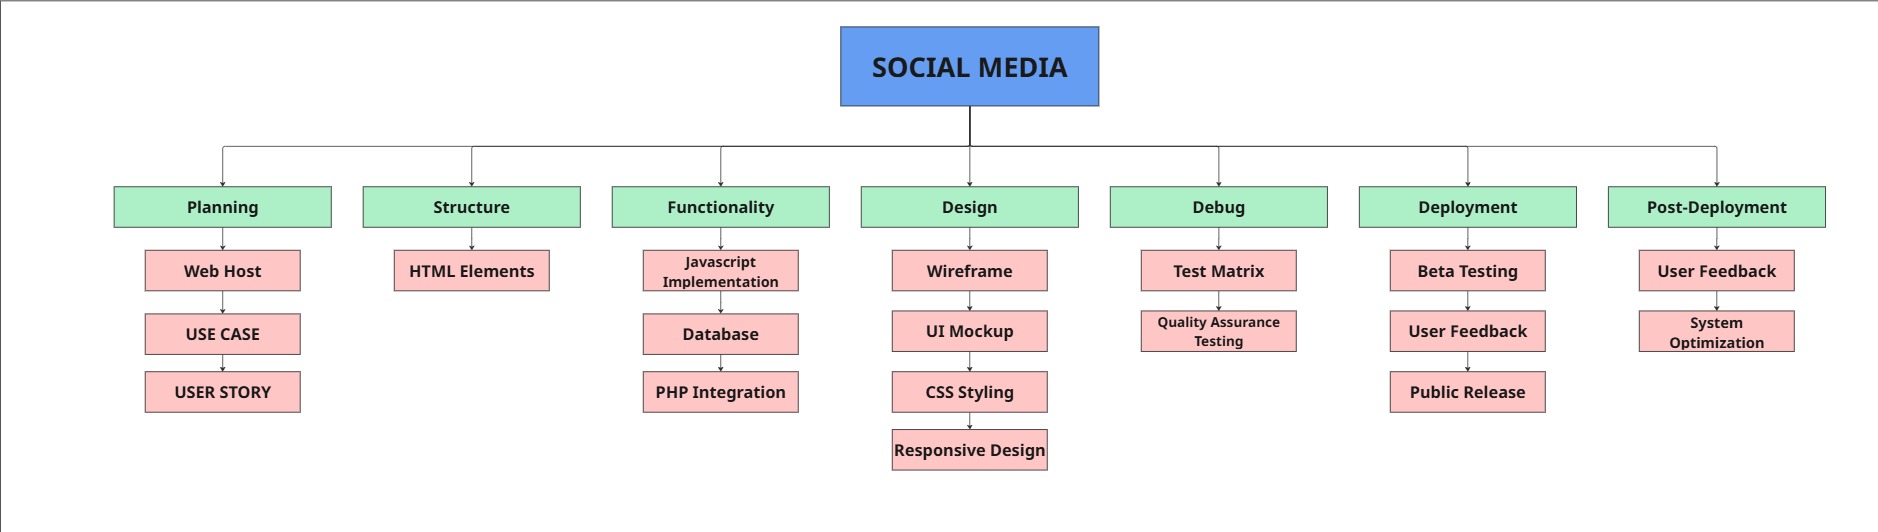 SOCIAL MEDIA
Planning
Structure
Functionality
Design
Debug
Deployment
Post-Deployment
Web Host
USE CASE
USER STORY
HTML Elements
Javascript
Implementation
Database
PHP Integration
Wireframe
UI Mockup
CSS Styling
Responsive Design
Test Matrix
Quality Assurance
Testing
Beta Testing
User Feedback
Public Release
User Feedback
System
Optimization